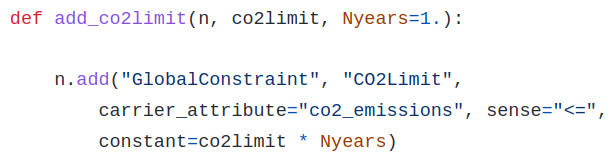 def add_co2limit(n, co2limit, Nyears=1.):
n.add("GlobalConstraint", "CO2Limit",
carrier_attribute="co2_emissions", sense="<=",
constant=co2limit * Nyears)